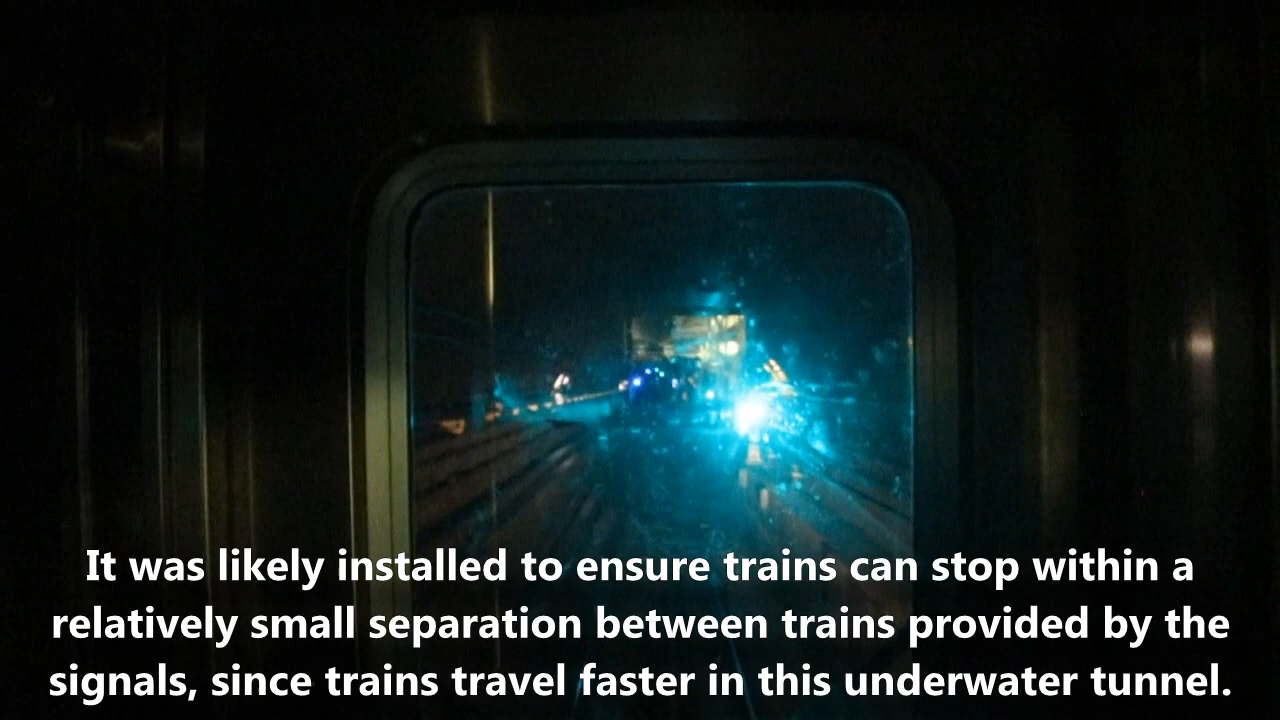 It was likely installed to ensure trains can stop within a
relatively small separation between trains provided by the
signals, since trains travel faster in this underwater tunnel.